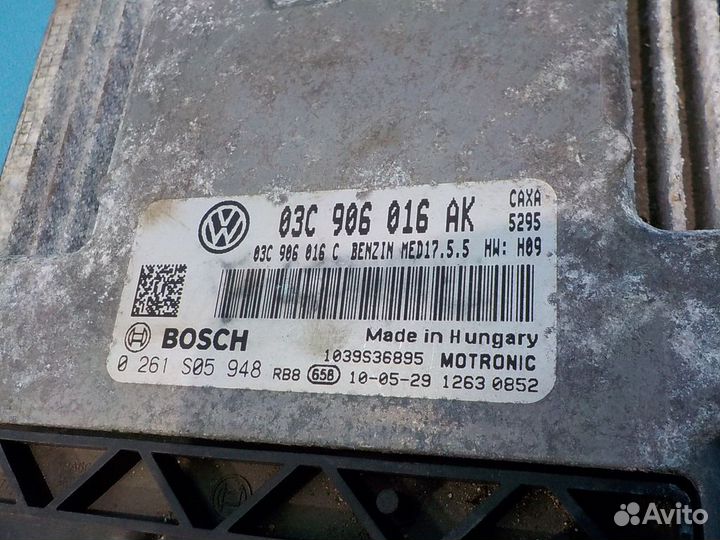 03C 906 016 AK CAXA
5295
03C 906 016 C BENZIN MED17.5.5 HW: H09
BOSCH Made in Hungary
1039S36895 MOTRONIC
0 261 S05 948 RB8 658 10-05-29 1263 0852
Avito